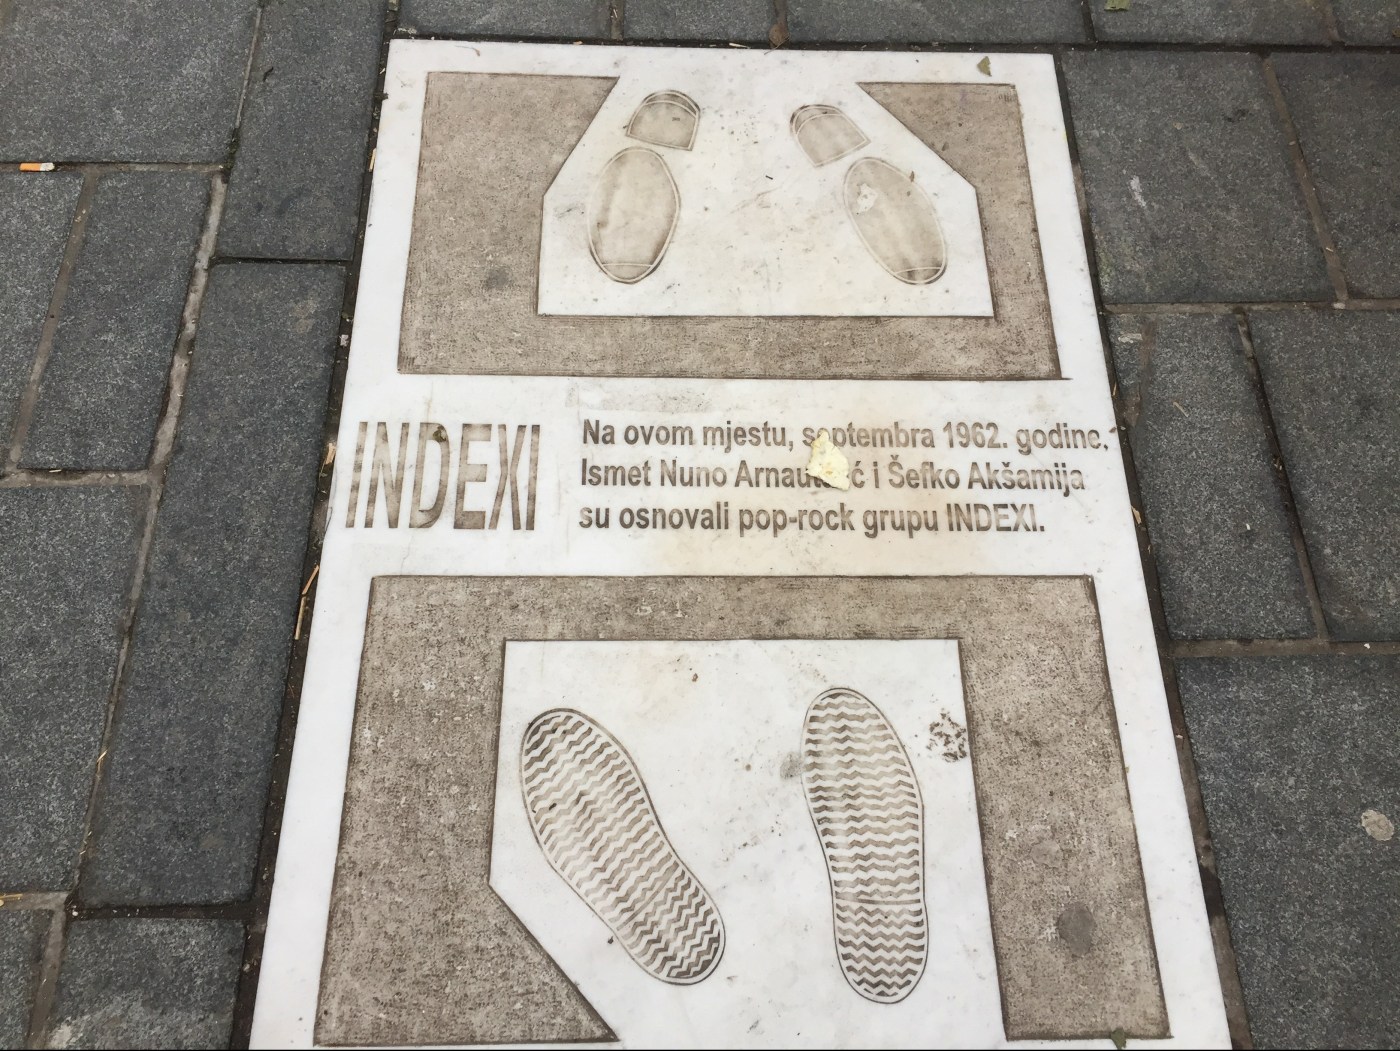 INDEXI
Na ovom mjestu, septembra 1962. godine.
Ismet Nuno i Šefko Akšamija
su osnovali pop-rock grupu INDEXI.